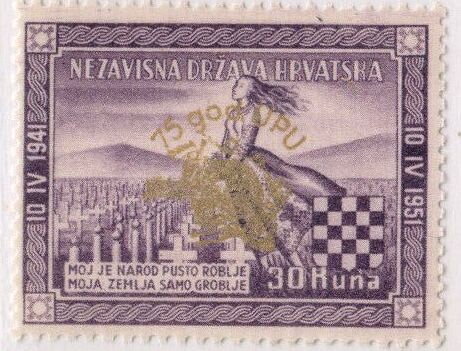 NEZAVISNA DRŽAVA HRVATSKA
10 IV 1941
10 IV 1951
75 god UPU
MOJ JE NAROD PUSTO ROBLJE
MOJA ZEMLJA SAMO GROBLJE
30 Kuna